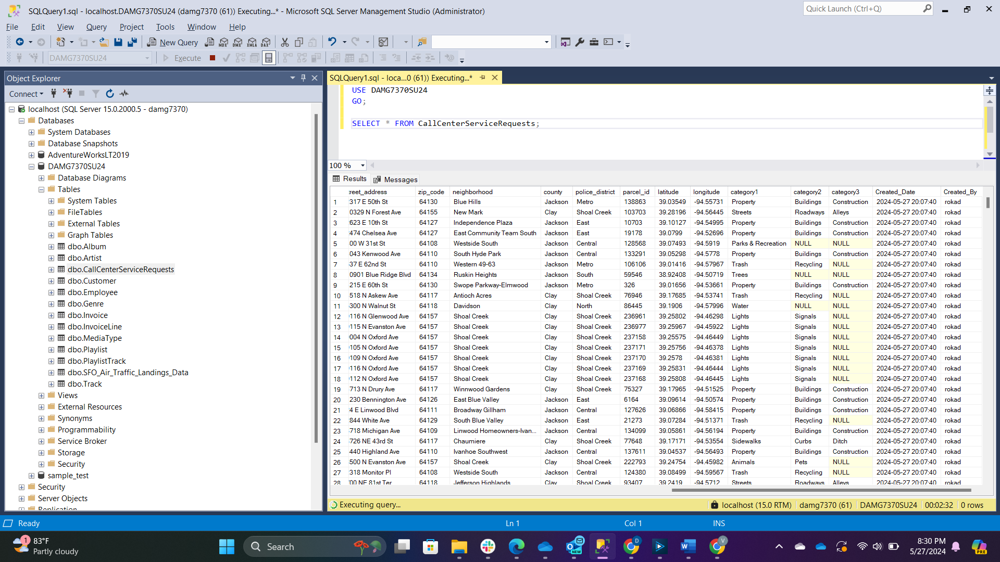 SQLQuery1.sql - localhost.DAMG7370SU24 (damg7370 (61)) Executing...* - Microsoft SQL Server Management Studio (Administrator)
Quick Launch (Ctrl+Q)
File Edit View Query Project Tools Window Help
New Query MDX DMX XMLA DAX
DAMG7370SU24 Execute
Object Explorer
Connect
localhost (SQL Server 15.0.2000.5 - damg7370)
Databases
System Databases
Database Snapshots
AdventureWorksLT2019
DAMG7370SU24
Database Diagrams
Tables
System Tables
FileTables
External Tables
Graph Tables
dbo.Album
dbo.Artist
dbo.CallCenterServiceRequests
dbo.Customer
dbo.Employee
dbo.Genre
dbo.Invoice
dbo.InvoiceLine
dbo.MediaType
dbo.Playlist
dbo.PlaylistTrack
dbo.SFO_Air_Traffic_Landings_Data
dbo.Track
Views
External Resources
Synonyms
Programmability
Service Broker
Storage
Security
sample_test
Security
Server Objects
Replication
SQLQuery1.sql - loca...0 (61)) Executing...*
USE DAMG7370SU24
GO;
SELECT * FROM CallCenterServiceRequests;
100 %
Results Messages
treet_address zip_code neighborhood county police_district parcel_id latitude longitude category1 category2 category3 Created_Date Created_By
1 317 E 50th St 64130 Blue Hills Jackson Metro 138863 39.03549 -94.55731 Property Buildings Construction 2024-05-27 20:07:40 rokad
2 0329 N Forest Ave 64155 New Mark Clay Shoal Creek 103703 39.28196 -94.56445 Streets Roadways Alleys 2024-05-27 20:07:40 rokad
3 623 E 10th St 64127 Independence Plaza Jackson East 10703 39.10127 -94.54995 Property Buildings Construction 2024-05-27 20:07:40 rokad
4 474 Chelsea Ave 64127 East Community Team South Jackson East 19178 39.0799 -94.52696 Property Buildings Construction 2024-05-27 20:07:40 rokad
5 00 W 31st St 64108 Westside South Jackson Central 128568 39.07493 -94.5919 Parks & Recreation NULL NULL 2024-05-27 20:07:40 rokad
6 043 Kenwood Ave 64110 South Hyde Park Jackson Central 133291 39.05298 -94.5778 Property Buildings Construction 2024-05-27 20:07:40 rokad
7 37 E 62nd St 64110 Western 49-63 Jackson Metro 106106 39.01416 -94.57967 Trash Recycling NULL 2024-05-27 20:07:40 rokad
8 0901 Blue Ridge Blvd 64134 Ruskin Heights Jackson South 59546 38.92408 -94.50719 Trees NULL NULL 2024-05-27 20:07:40 rokad
9 215 E 60th St 64130 Swope Parkway-Elmwood Jackson Metro 326 39.01656 -94.53661 Property Buildings Construction 2024-05-27 20:07:40 rokad
10 518 N Askew Ave 64117 Antioch Acres Clay Shoal Creek 76946 39.17685 -94.53741 Trash Recycling NULL 2024-05-27 20:07:40 rokad
11 300 N Walnut St 64118 Davidson Clay North 86445 39.1906 -94.57996 Water NULL NULL 2024-05-27 20:07:40 rokad
12 116 N Glenwood Ave 64157 Shoal Creek Clay Shoal Creek 236961 39.25802 -94.46298 Lights Signals NULL 2024-05-27 20:07:40 rokad
13 115 N Evanston Ave 64157 Shoal Creek Clay Shoal Creek 236977 39.25967 -94.45922 Lights Signals NULL 2024-05-27 20:07:40 rokad
14 004 N Oxford Ave 64157 Shoal Creek Clay Shoal Creek 237158 39.25575 -94.46449 Lights Signals NULL 2024-05-27 20:07:40 rokad
15 105 N Oxford Ave 64157 Shoal Creek Clay Shoal Creek 237171 39.25756 -94.46378 Lights Signals NULL 2024-05-27 20:07:40 rokad
16 109 N Oxford Ave 64157 Shoal Creek Clay Shoal Creek 237170 39.2578 -94.46381 Lights Signals NULL 2024-05-27 20:07:40 rokad
17 116 N Oxford Ave 64157 Shoal Creek Clay Shoal Creek 237169 39.25831 -94.46444 Lights Signals NULL 2024-05-27 20:07:40 rokad
18 112 N Oxford Ave 64157 Shoal Creek Clay Shoal Creek 237168 39.25808 -94.46445 Lights Signals NULL 2024-05-27 20:07:40 rokad
19 713 N Drury Ave 64117 Winnwood Gardens Clay Shoal Creek 75327 39.17965 -94.51525 Property Buildings Construction 2024-05-27 20:07:40 rokad
20 230 Bennington Ave 64126 East Blue Valley Jackson East 6164 39.09614 -94.50574 Property Buildings Construction 2024-05-27 20:07:40 rokad
21 4 E Linwood Blvd 64111 Broadway Gillham Jackson Central 127626 39.06866 -94.58415 Property Buildings Construction 2024-05-27 20:07:40 rokad
22 844 White Ave 64129 South Blue Valley Jackson East 21273 39.07284 -94.51371 Trash Recycling NULL 2024-05-27 20:07:40 rokad
23 718 Michigan Ave 64109 Linwood Homeowners-Ivan... Jackson Central 134099 39.05861 -94.56194 Property Buildings Construction 2024-05-27 20:07:40 rokad
24 726 NE 43rd St 64117 Chaumiere Clay Shoal Creek 77648 39.17171 -94.53554 Sidewalks Curbs Ditch 2024-05-27 20:07:40 rokad
25 440 Highland Ave 64110 Ivanhoe Southwest Jackson Central 137611 39.04537 -94.56493 Property Buildings Construction 2024-05-27 20:07:40 rokad
26 500 N Evanston Ave 64157 Shoal Creek Clay Shoal Creek 222793 39.24754 -94.45982 Animals Pets NULL 2024-05-27 20:07:40 rokad
27 318 Monitor Pl 64108 Westside South Jackson Central 124380 39.08499 -94.59567 Trash Recycling NULL 2024-05-27 20:07:40 rokad
28 00 NE 81st Ter 64118 Jefferson Highlands Clay Shoal Creek 93407 39.2419 -94.5712 Streets Roadways Alleys 2024-05-27 20:07:40 rokad
Executing query... localhost (15.0 RTM) damg7370 (61) DAMG7370SU24 00:02:32 0 rows
Ready Ln 1 Col 1 INS
1 83°F
Partly cloudy
Search
NEW D V
8:30 PM
5/27/2024
PRE